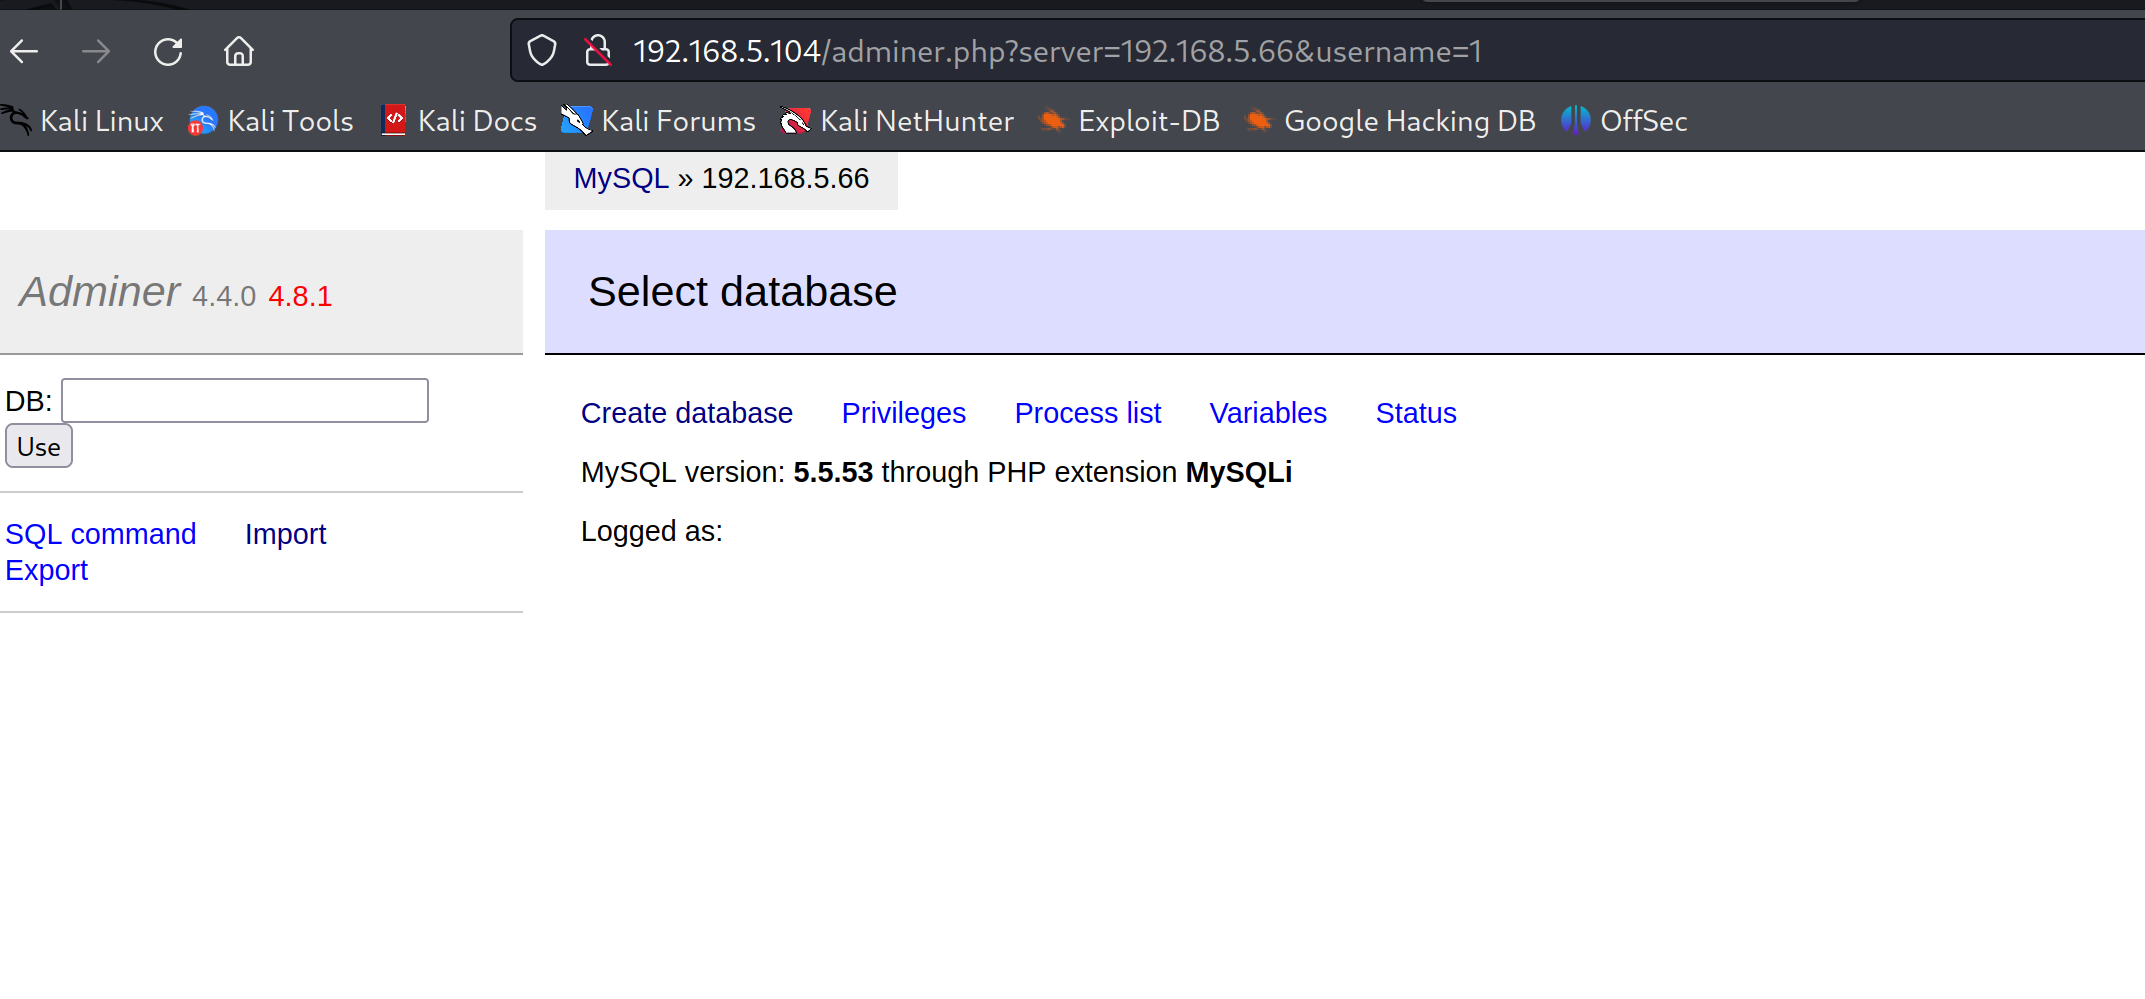 192.168.5.104/adminer.php?server=192.168.5.66&username=1
Kali Linux Kali Tools Kali Docs Kali Forums Kali NetHunter Exploit-DB Google Hacking DB OffSec
MySQL » 192.168.5.66
Adminer 4.4.0 4.8.1
Select database
DB:
Use
SQL command Import
Export
Create database Privileges Process list Variables Status
MySQL version: 5.5.53 through PHP extension MySQLi
Logged as: